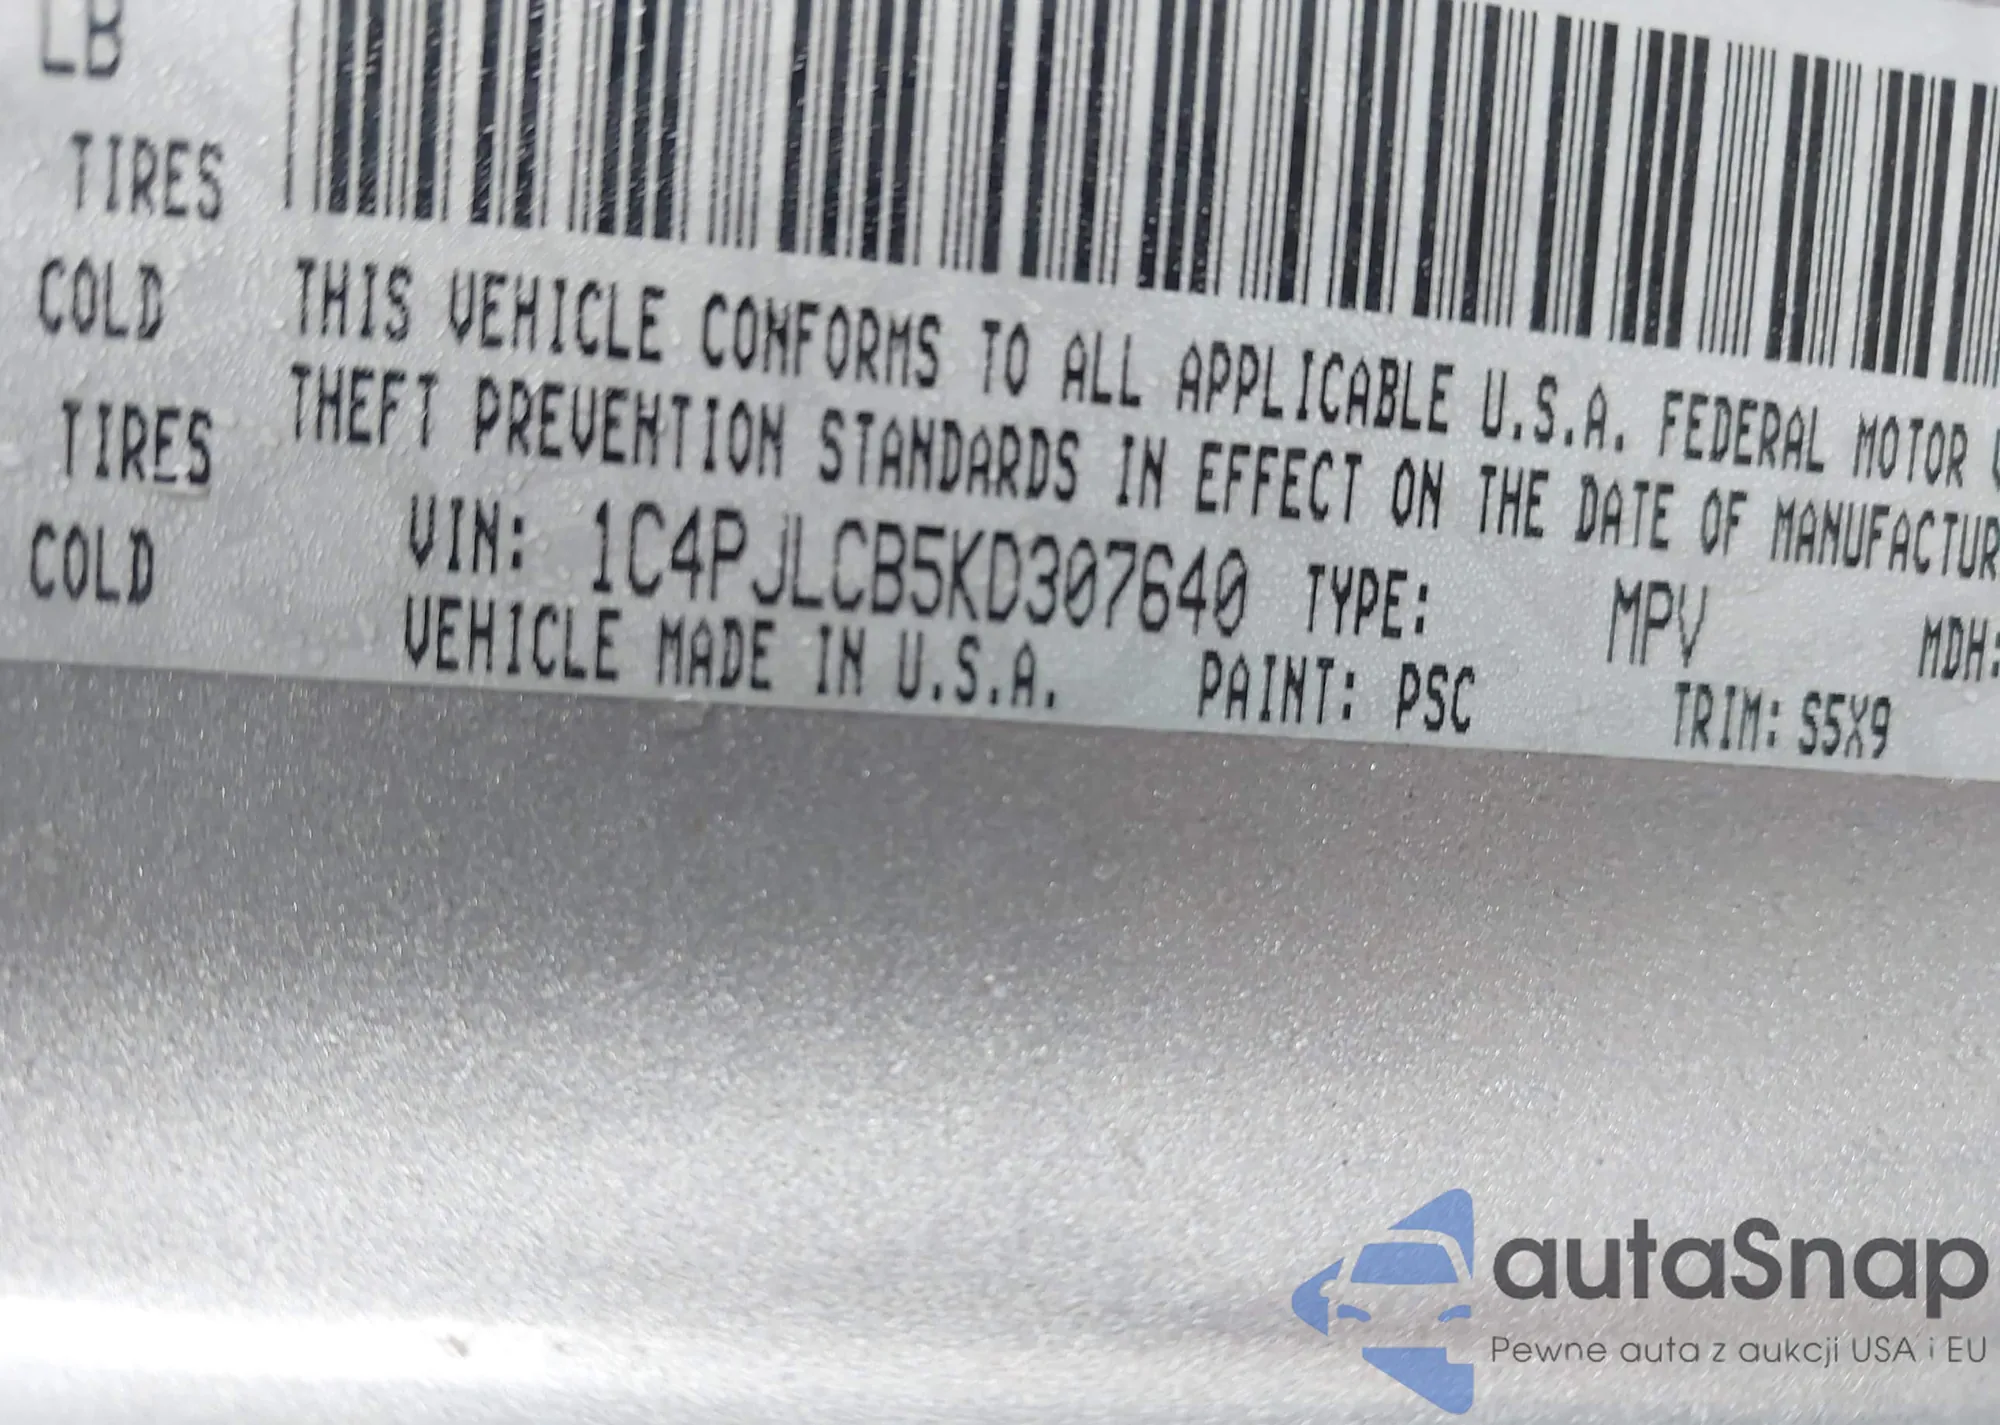 LB
TIRES
COLD
TIRES
COLD
THIS VEHICLE CONFORMS TO ALL APPLICABLE U.S.A. FEDERAL MOTOR
THEFT PREVENTION STANDARDS IN EFFECT ON THE DATE OF MANUFACTUR
VIN: 1C4PJLCB5KD307640 TYPE: MPV MDH:
VEHICLE MADE IN U.S.A. PAINT: PSC TRIM: S5X9
autaSnap
Pewne auta z aukcji USA i EU